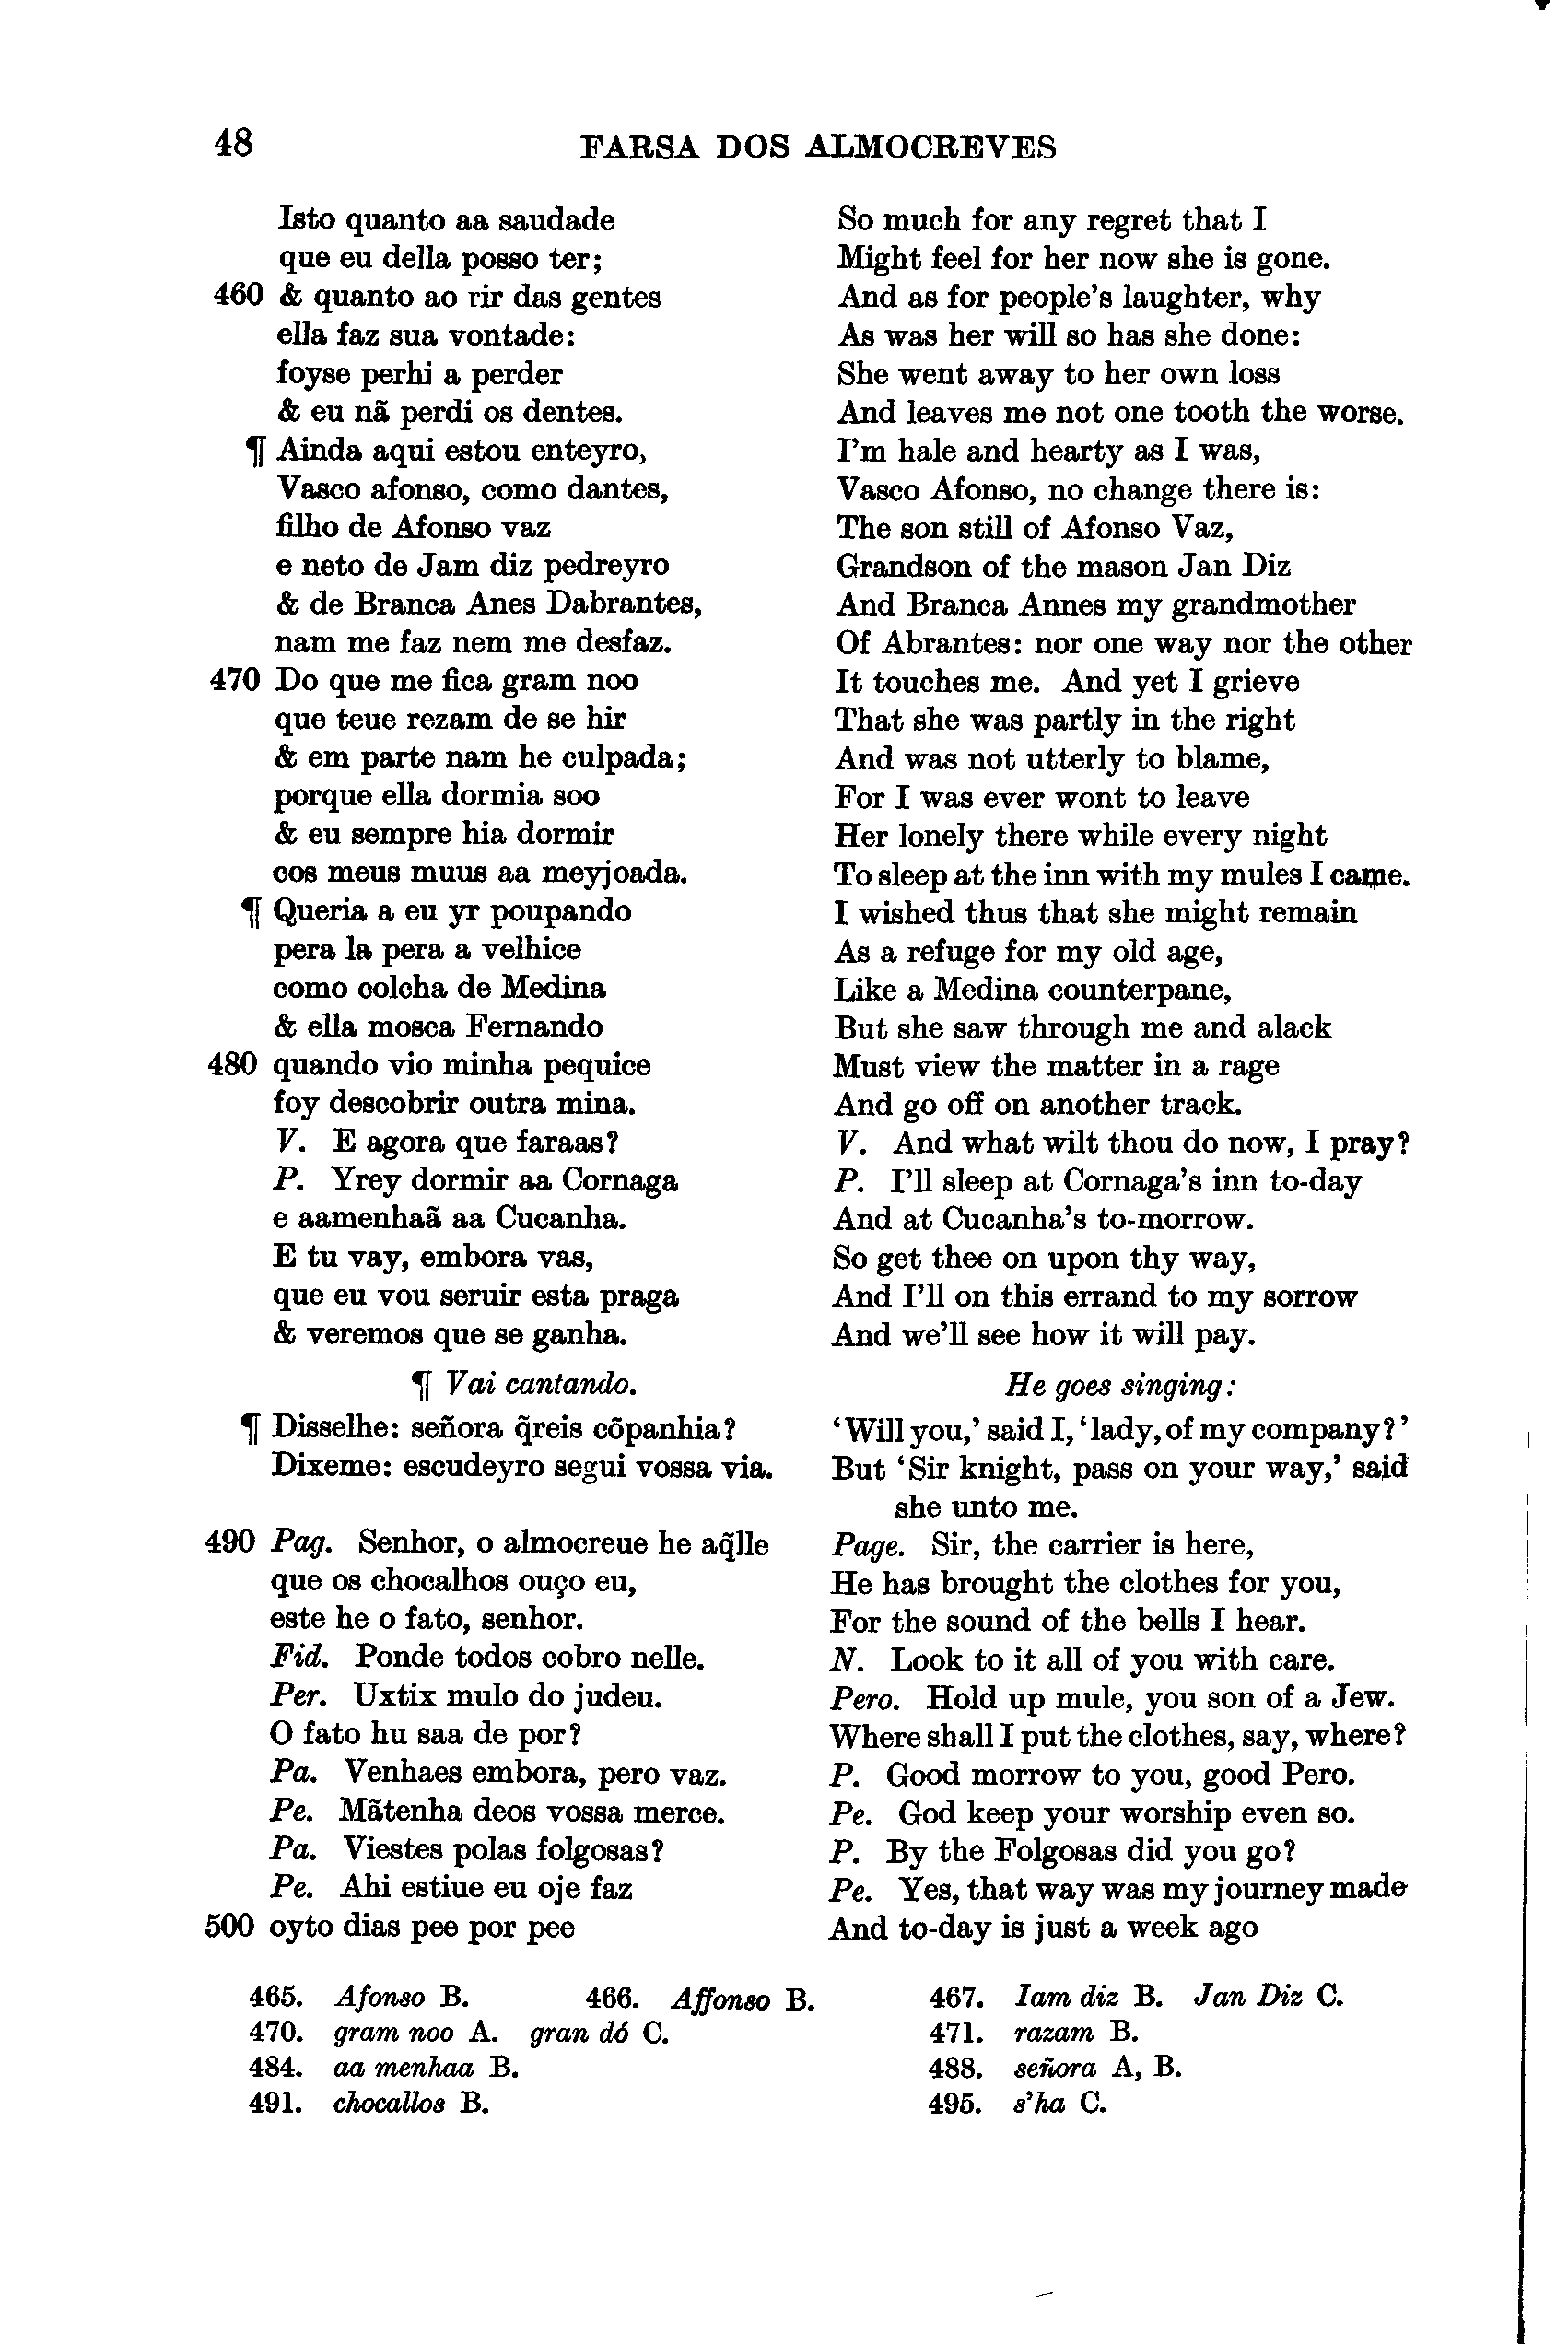 48
FARSA DOS ALMOCREVES
Isto quanto aa saudade
que eu della posso ter;
460 & quanto ao rir das gentes
ella faz sua vontade:
foyse perhi a perder
& eu nã perdi os dentes.
¶ Ainda aqui estou enteyro,
Vasco afonso, como dantes,
filho de Afonso vaz
e neto de Jam diz pedreyro
& de Branca Anes Dabrantes,
nam me faz nem me desfaz.
470 Do que me fica gram noo
que teue rezam de se hir
& em parte nam he culpada;
porque ella dormia soo
& eu sempre hia dormir
cos meus muus aa meyjoada.
¶ Queria a eu yr poupando
pera la pera a velhice
como colcha de Medina
& ella mosca Fernando
480 quando vio minha pequice
foy descobrir outra mina.
V. E agora que faraas?
P. Yrey dormir aa Cornaga
e aamenhaã aa Cucanha.
E tu vay, embora vas,
que eu vou seruir esta praga
& veremos que se ganha.
¶ Vai cantando.
¶ Disselhe: señora q̃reis cõpanhia?
Dixeme: escudeyro segui vossa via.
490 Pag. Senhor, o almocreue he aq̃lle
que os chocalhos ouço eu,
este he o fato, senhor.
Fid. Ponde todos cobro nelle.
Per. Uxtix mulo do judeu.
O fato hu saa de por?
Pa. Venhaes embora, pero vaz.
Pe. Mãtenha deos vossa merce.
Pa. Viestes polas folgosas?
Pe. Ahi estiue eu oje faz
500 oyto dias pee por pee
So much for any regret that I
Might feel for her now she is gone.
And as for people's laughter, why
As was her will so has she done:
She went away to her own loss
And leaves me not one tooth the worse.
I'm hale and hearty as I was,
Vasco Afonso, no change there is:
The son still of Afonso Vaz,
Grandson of the mason Jan Diz
And Branca Annes my grandmother
Of Abrantes: nor one way nor the other
It touches me. And yet I grieve
That she was partly in the right
And was not utterly to blame,
For I was ever wont to leave
Her lonely there while every night
To sleep at the inn with my mules I came.
I wished thus that she might remain
As a refuge for my old age,
Like a Medina counterpane,
But she saw through me and alack
Must view the matter in a rage
And go off on another track.
V. And what wilt thou do now, I pray?
P. I'll sleep at Cornaga's inn to-day
And at Cucanha's to-morrow.
So get thee on upon thy way,
And I'll on this errand to my sorrow
And we'll see how it will pay.
He goes singing:
'Will you,' said I, 'lady, of my company?'
But 'Sir knight, pass on your way,' said
she unto me.
Page. Sir, the carrier is here,
He has brought the clothes for you,
For the sound of the bells I hear.
N. Look to it all of you with care.
Pero. Hold up mule, you son of a Jew.
Where shall I put the clothes, say, where?
P. Good morrow to you, good Pero.
Pe. God keep your worship even so.
P. By the Folgosas did you go?
Pe. Yes, that way was my journey made
And to-day is just a week ago
465. Afonso B. 466. Affonso B. 467. Iam diz B. Jan Diz C.
470. gram noo A. gran dó C. 471. razam B.
484. aa menhaa B. 488. señora A, B.
491. chocallos B. 495. s'ha C.